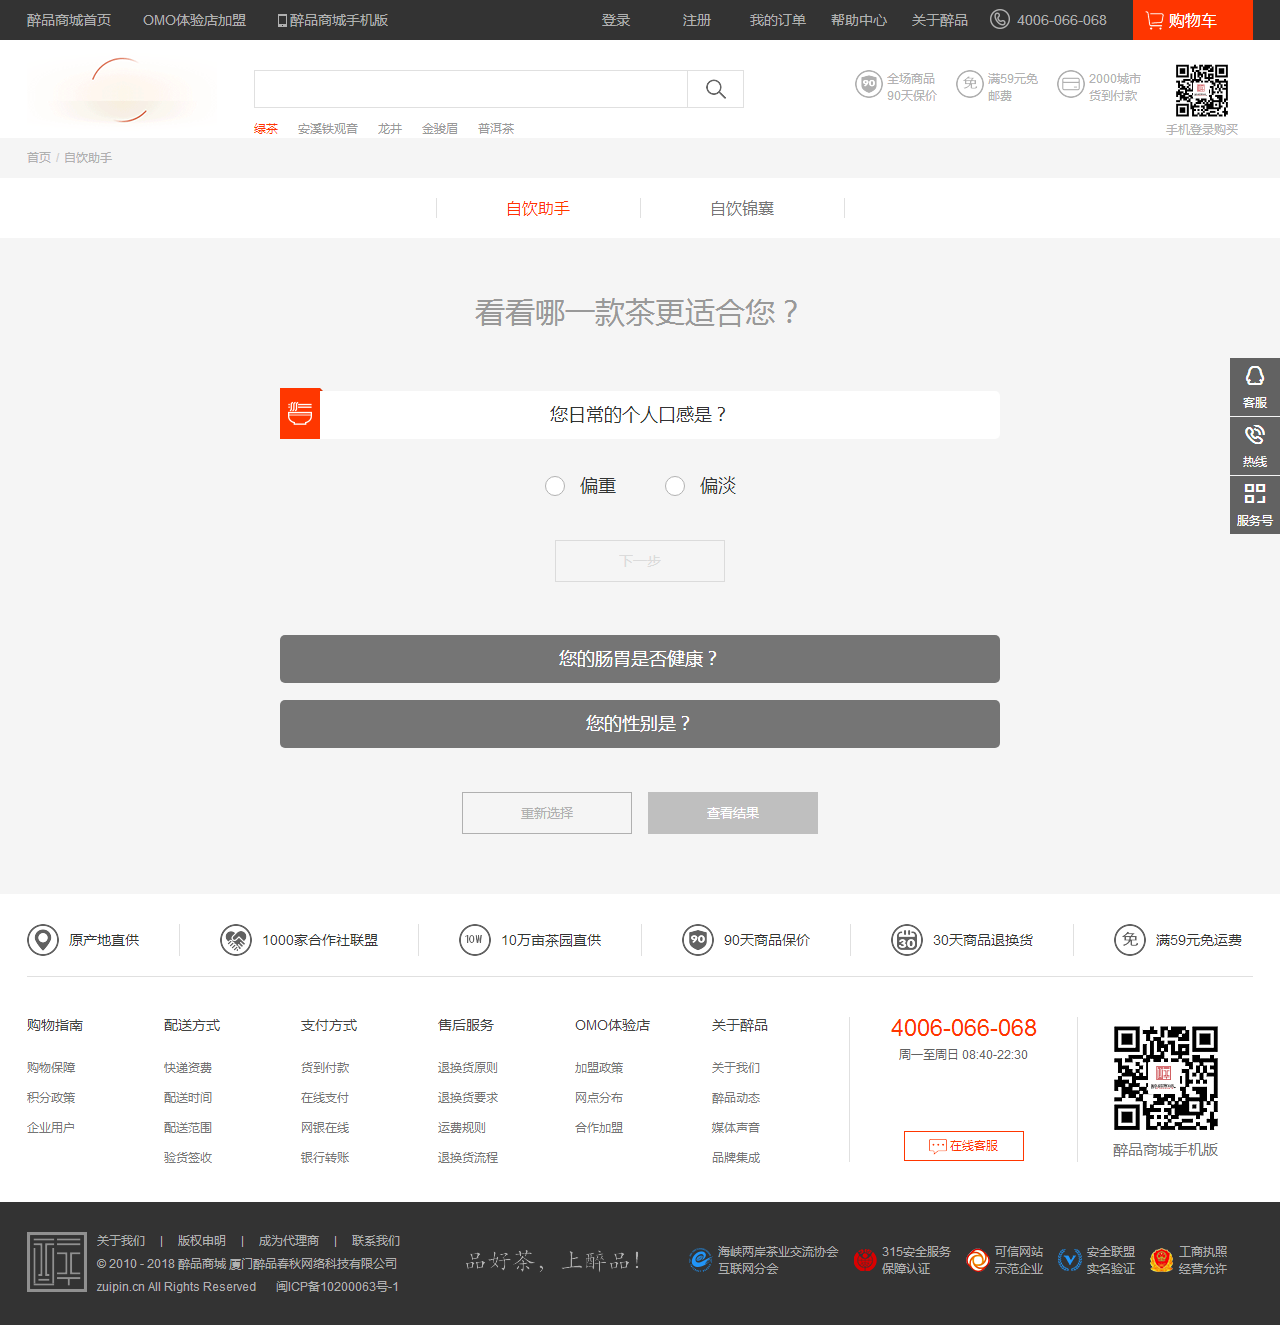 醉品商城首页 OMO体验店加盟 醉品商城手机版 登录 注册 我的订单 帮助中心 关于醉品 4006-066-068 购物车
90 全场商品 免 满59元免 2000城市
90天保价 邮费 货到付款
绿茶 安溪铁观音 龙井 金骏眉 普洱茶 手机登录购买
首页 / 自饮助手
自饮助手 自饮锦囊
看看哪一款茶更适合您？
您日常的个人口感是？
偏重 偏淡
下一步
您的肠胃是否健康？
您的性别是？
重新选择 查看结果
客服
热线
服务号
原产地直供 1000家合作社联盟 10W 10万亩茶园直供 90 90天商品保价 30 30天商品退换货 免 满59元免运费
购物指南 配送方式 支付方式 售后服务 OMO体验店 关于醉品 4006-066-068
周一至周日 08:40-22:30
购物保障 快递资费 货到付款 退换货原则 加盟政策 关于我们
积分政策 配送时间 在线支付 退换货要求 网点分布 醉品动态
企业用户 配送范围 网银在线 运费规则 合作加盟 媒体声音
验货签收 银行转账 退换货流程 品牌集成
在线客服 醉品商城手机版
关于我们 | 版权申明 | 成为代理商 | 联系我们
© 2010 - 2018 醉品商城 厦门醉品春秋网络科技有限公司
zuipin.cn All Rights Reserved 闽ICP备10200063号-1
品好茶，上醉品！
海峡两岸茶业交流协会 315安全服务 可信网站 安全联盟 工商执照
互联网分会 保障认证 示范企业 实名验证 经营允许